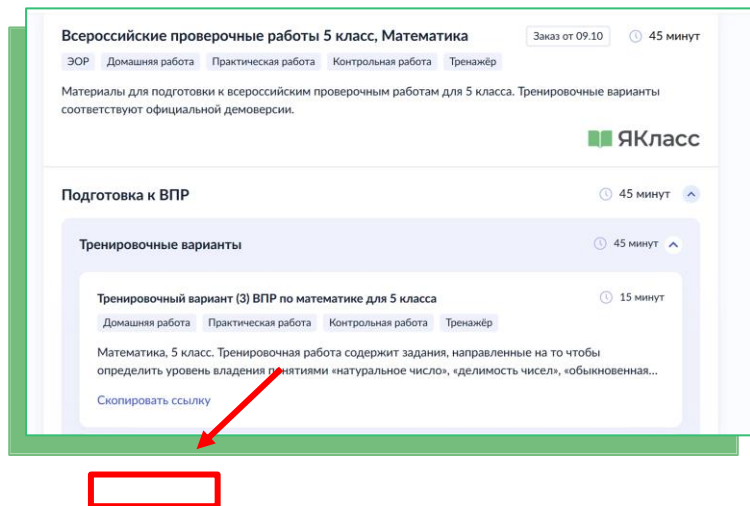 Всероссийские проверочные работы 5 класс, Математика
Заказ от 09.10
45 минут
ЭОР Домашняя работа Практическая работа Контрольная работа Тренажёр
Материалы для подготовки к всероссийским проверочным работам для 5 класса. Тренировочные варианты
соответствуют официальной демоверсии.
ЯКласс
Подготовка к ВПР
45 минут
Тренировочные варианты
45 минут
Тренировочный вариант (3) ВПР по математике для 5 класса
15 минут
Домашняя работа Практическая работа Контрольная работа Тренажёр
Математика, 5 класс. Тренировочная работа содержит задания, направленные на то чтобы
определить уровень владения понятиями «натуральное число», «делимость чисел», «обыкновенная...
Скопировать ссылку